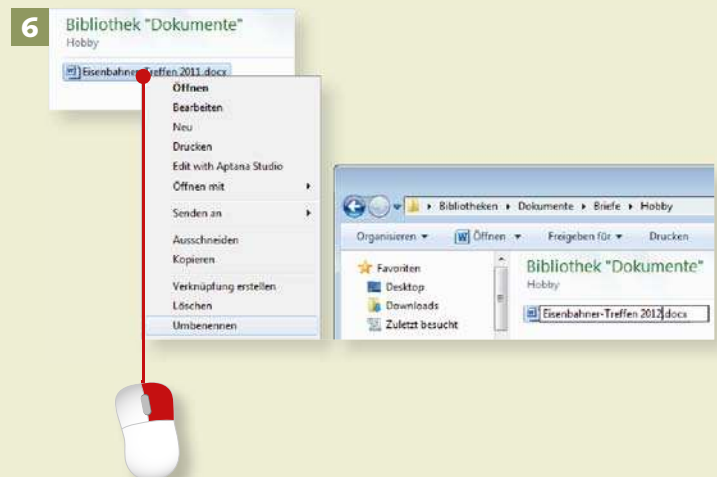 6
Bibliothek "Dokumente"
Hobby
Eisenbahner-Treffen 2011.docx
Öffnen
Bearbeiten
Neu
Drucken
Edit with Aptana Studio
Öffnen mit
Senden an
Ausschneiden
Kopieren
Verknüpfung erstellen
Löschen
Umbenennen
Bibliotheken Dokumente Briefe Hobby
Organisieren Öffnen Freigeben für Drucken
Favoriten
Desktop
Downloads
Zuletzt besucht
Bibliothek "Dokumente"
Hobby
Eisenbahner-Treffen 2012.docx